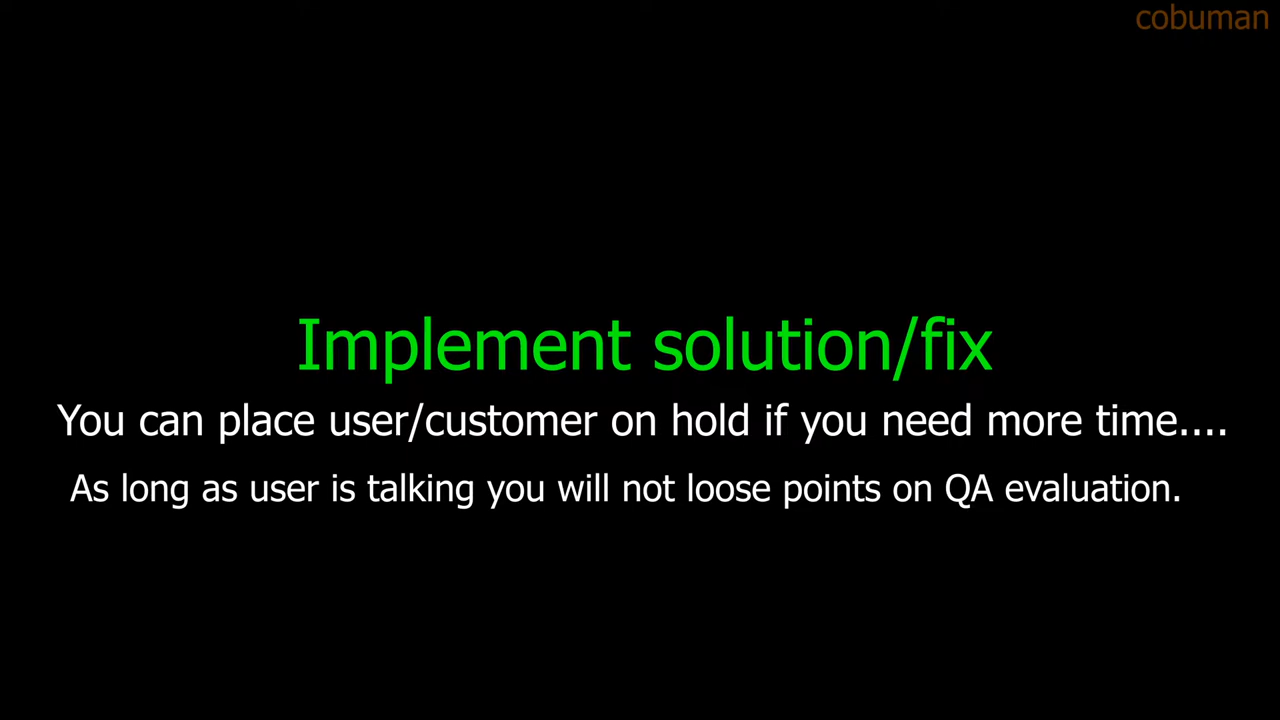 cobuman
Implement solution/fix
You can place user/customer on hold if you need more time....
As long as user is talking you will not loose points on QA evaluation.